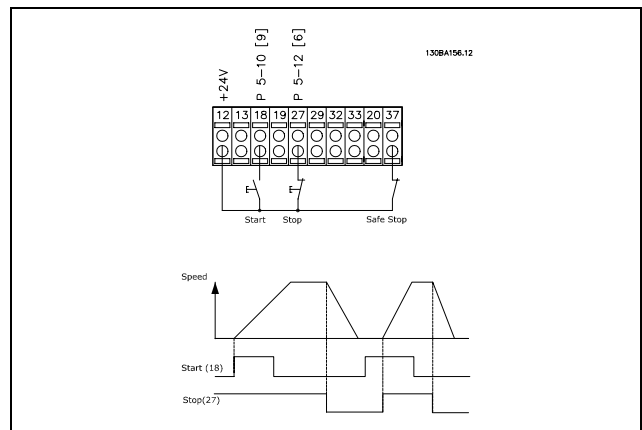 130BA156.12
+24V
P 5-10 [9]
P 5-12 [6]
12 13 18 19 27 29 32 33 20 37
Start Stop Safe Stop
Speed
Start (18)
Stop(27)